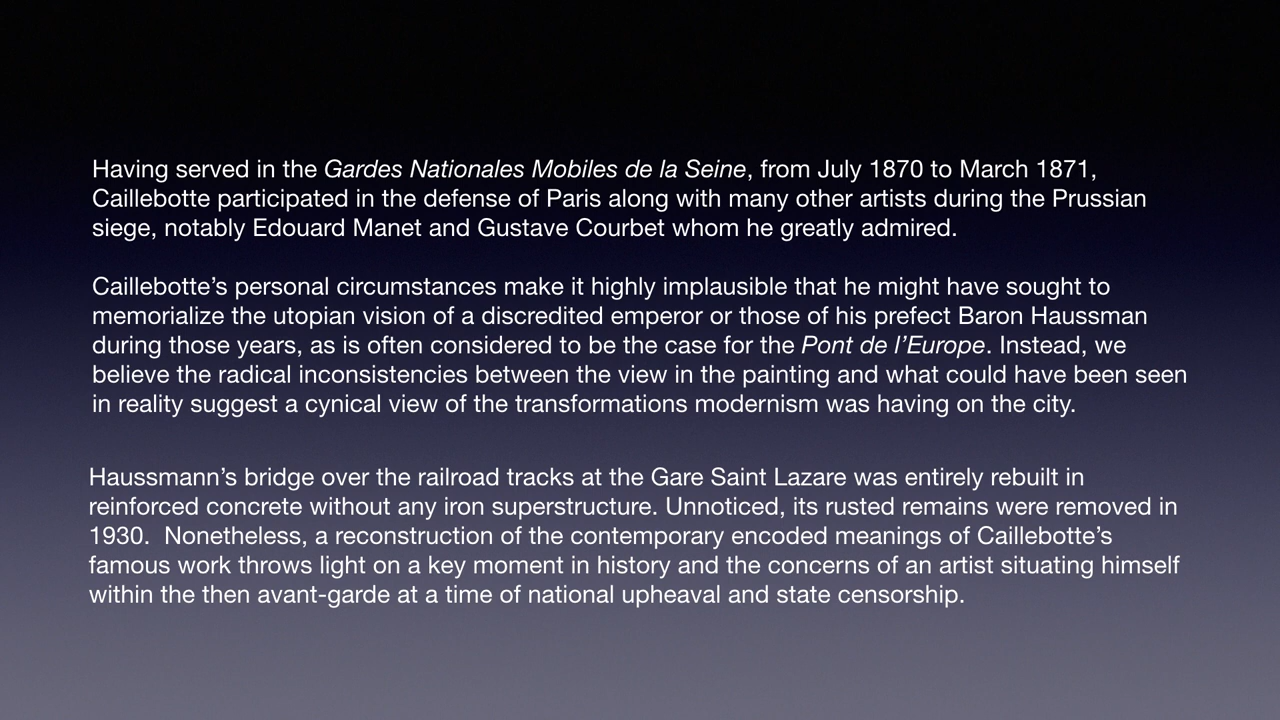 Having served in the Gardes Nationales Mobiles de la Seine, from July 1870 to March 1871,
Caillebotte participated in the defense of Paris along with many other artists during the Prussian
siege, notably Edouard Manet and Gustave Courbet whom he greatly admired.
Caillebotte’s personal circumstances make it highly implausible that he might have sought to
memorialize the utopian vision of a discredited emperor or those of his prefect Baron Haussman
during those years, as is often considered to be the case for the Pont de l’Europe. Instead, we
believe the radical inconsistencies between the view in the painting and what could have been seen
in reality suggest a cynical view of the transformations modernism was having on the city.
Haussmann’s bridge over the railroad tracks at the Gare Saint Lazare was entirely rebuilt in
reinforced concrete without any iron superstructure. Unnoticed, its rusted remains were removed in
1930.  Nonetheless, a reconstruction of the contemporary encoded meanings of Caillebotte’s
famous work throws light on a key moment in history and the concerns of an artist situating himself
within the then avant-garde at a time of national upheaval and state censorship.